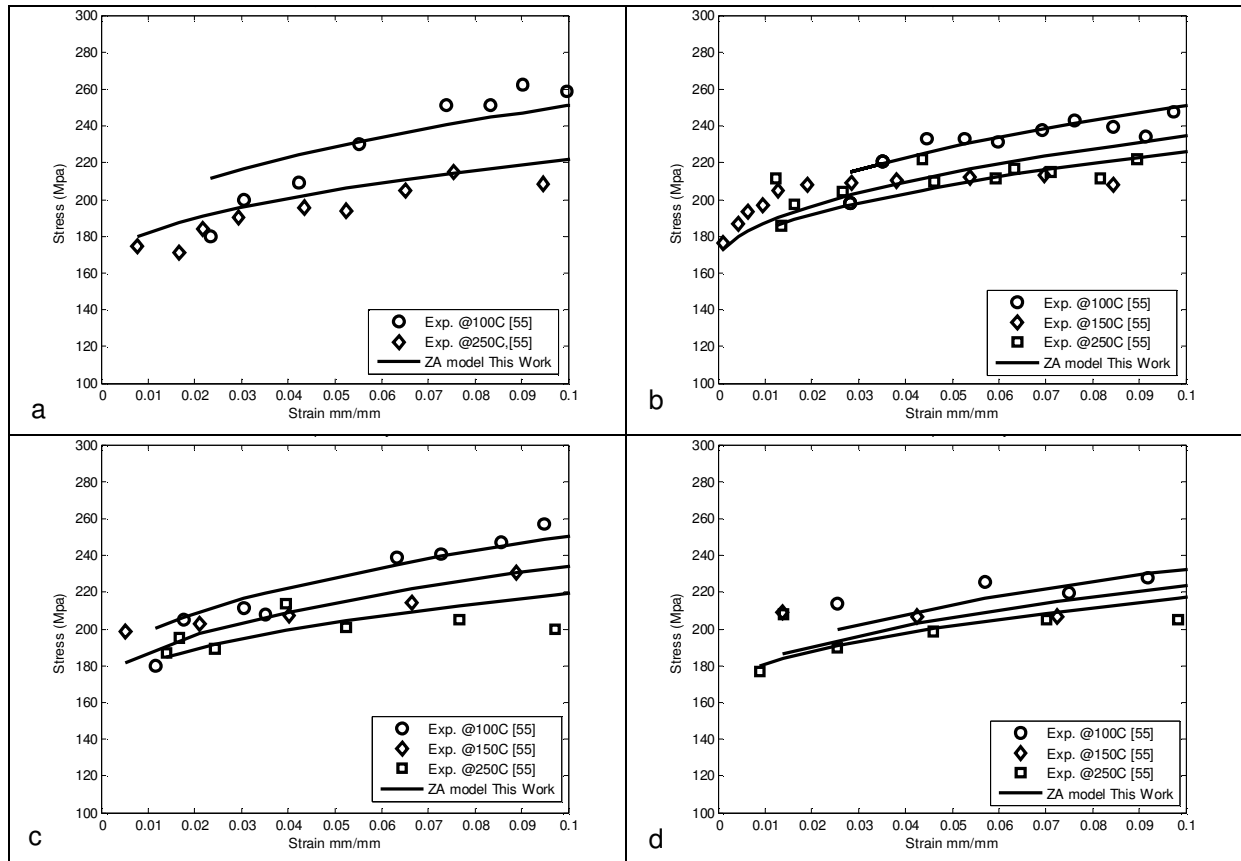 300
280
260
240
220
200
180
160
140
120
100
Stress (Mpa)
0 0.01 0.02 0.03 0.04 0.05 0.06 0.07 0.08 0.09 0.1
Strain mm/mm
Exp. @100C [55]
Exp. @250C,[55]
ZA model This Work
a
300
280
260
240
220
200
180
160
140
120
100
Stress (Mpa)
0 0.01 0.02 0.03 0.04 0.05 0.06 0.07 0.08 0.09 0.1
Strain mm/mm
Exp. @100C [55]
Exp. @150C [55]
Exp. @250C [55]
ZA model This Work
b
300
280
260
240
220
200
180
160
140
120
100
Stress (Mpa)
0 0.01 0.02 0.03 0.04 0.05 0.06 0.07 0.08 0.09 0.1
Strain mm/mm
Exp. @100C [55]
Exp. @150C [55]
Exp. @250C [55]
ZA model This Work
c
300
280
260
240
220
200
180
160
140
120
100
Stress (Mpa)
0 0.01 0.02 0.03 0.04 0.05 0.06 0.07 0.08 0.09 0.1
Strain mm/mm
Exp. @100C [55]
Exp. @150C [55]
Exp. @250C [55]
ZA model This Work
d